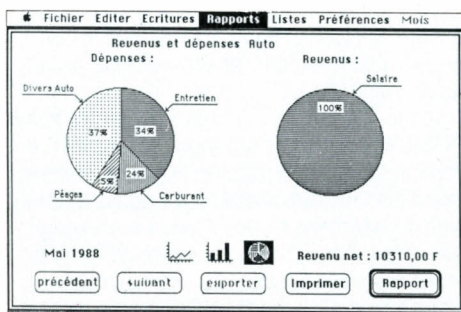 Fichier Editer Ecritures Rapports Listes Préférences Mois
Revenus et dépenses Auto
Dépenses : Revenus :
Divers Auto
Entretien
Salaire
37%
34%
100%
5%
24%
Péages
Carburant
Mai 1988
Revenu net : 10310,00 F
précédent suivant exporter Imprimer Rapport